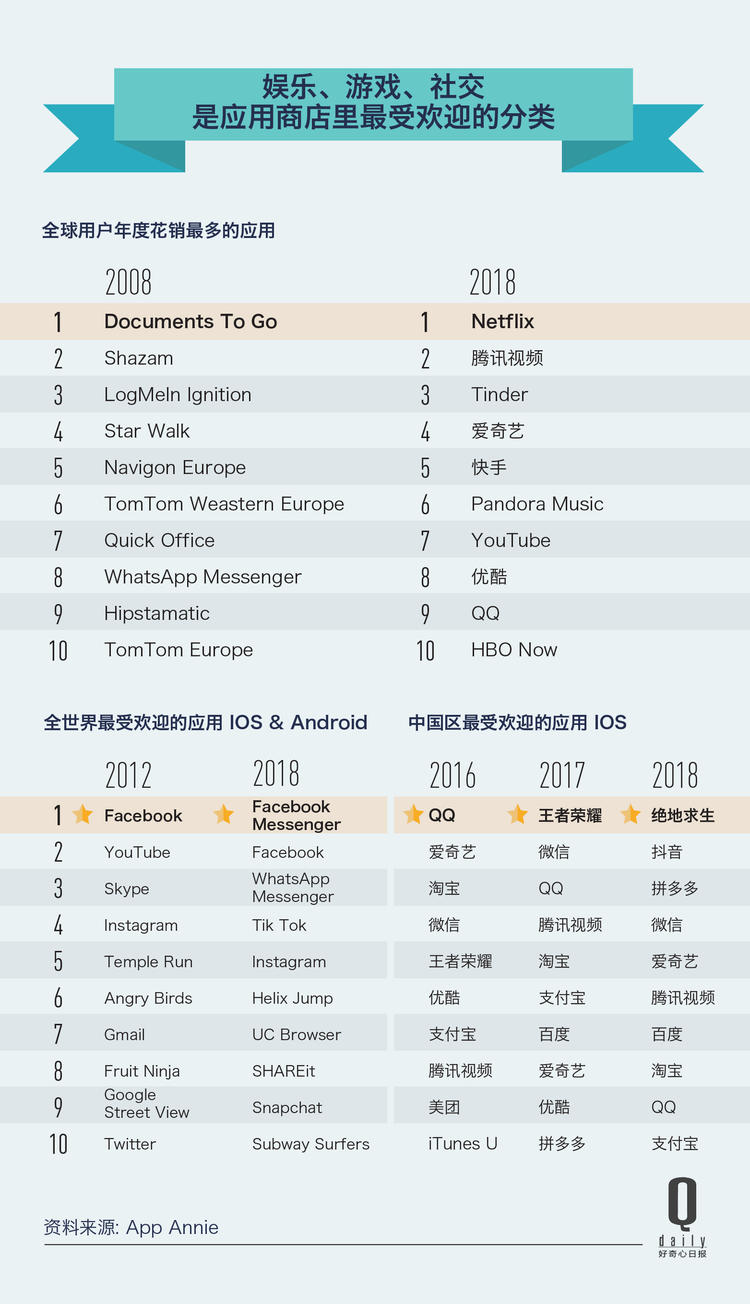 娱乐、游戏、社交
是应用商店里最受欢迎的分类
全球用户年度花销最多的应用
2008 2018
1 Documents To Go 1 Netflix
2 Shazam 2 腾讯视频
3 LogMeIn Ignition 3 Tinder
4 Star Walk 4 爱奇艺
5 Navigon Europe 5 快手
6 TomTom Weastern Europe 6 Pandora Music
7 Quick Office 7 YouTube
8 WhatsApp Messenger 8 优酷
9 Hipstamatic 9 QQ
10 TomTom Europe 10 HBO Now
全世界最受欢迎的应用 IOS & Android 中国区最受欢迎的应用 IOS
2012 2018 2016 2017 2018
1 Facebook Facebook Messenger QQ 王者荣耀 绝地求生
2 YouTube Facebook 爱奇艺 微信 抖音
3 Skype WhatsApp Messenger 淘宝 QQ 拼多多
4 Instagram Tik Tok 微信 腾讯视频 微信
5 Temple Run Instagram 王者荣耀 淘宝 爱奇艺
6 Angry Birds Helix Jump 优酷 支付宝 腾讯视频
7 Gmail UC Browser 支付宝 百度 百度
8 Fruit Ninja SHAREit 腾讯视频 爱奇艺 淘宝
9 Google Street View Snapchat 美团 优酷 QQ
10 Twitter Subway Surfers iTunes U 拼多多 支付宝
资料来源: App Annie
Q
daily
好奇心日报